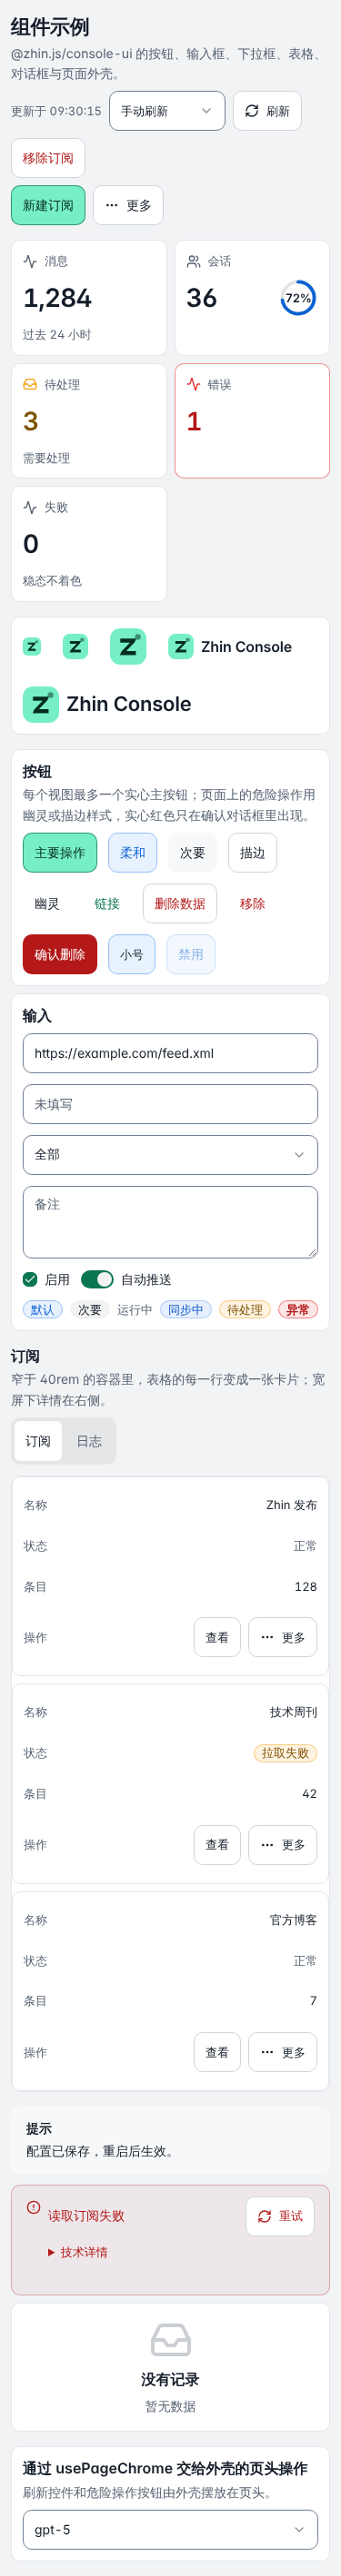 组件示例
@zhin.js/console-ui 的按钮、输入框、下拉框、表格、
对话框与页面外壳。
更新于 09:30:15 手动刷新 刷新
移除订阅
新建订阅 更多
消息 会话
1,284 36 72%
过去 24 小时
待处理 错误
3 1
需要处理
失败
0
稳态不着色
Zhin Console
Zhin Console
按钮
每个视图最多一个实心主按钮；页面上的危险操作用
幽灵或描边样式，实心红色只在确认对话框里出现。
主要操作 柔和 次要 描边
幽灵 链接 删除数据 移除
确认删除 小号 禁用
输入
https://example.com/feed.xml
未填写
全部
备注
启用 自动推送
默认 次要 运行中 同步中 待处理 异常
订阅
窄于 40rem 的容器里，表格的每一行变成一张卡片；宽
屏下详情在右侧。
订阅 日志
名称 Zhin 发布
状态 正常
条目 128
操作 查看 更多
名称 技术周刊
状态 拉取失败
条目 42
操作 查看 更多
名称 官方博客
状态 正常
条目 7
操作 查看 更多
提示
配置已保存，重启后生效。
读取订阅失败 重试
技术详情
没有记录
暂无数据
通过 usePageChrome 交给外壳的页头操作
刷新控件和危险操作按钮由外壳摆放在页头。
gpt-5